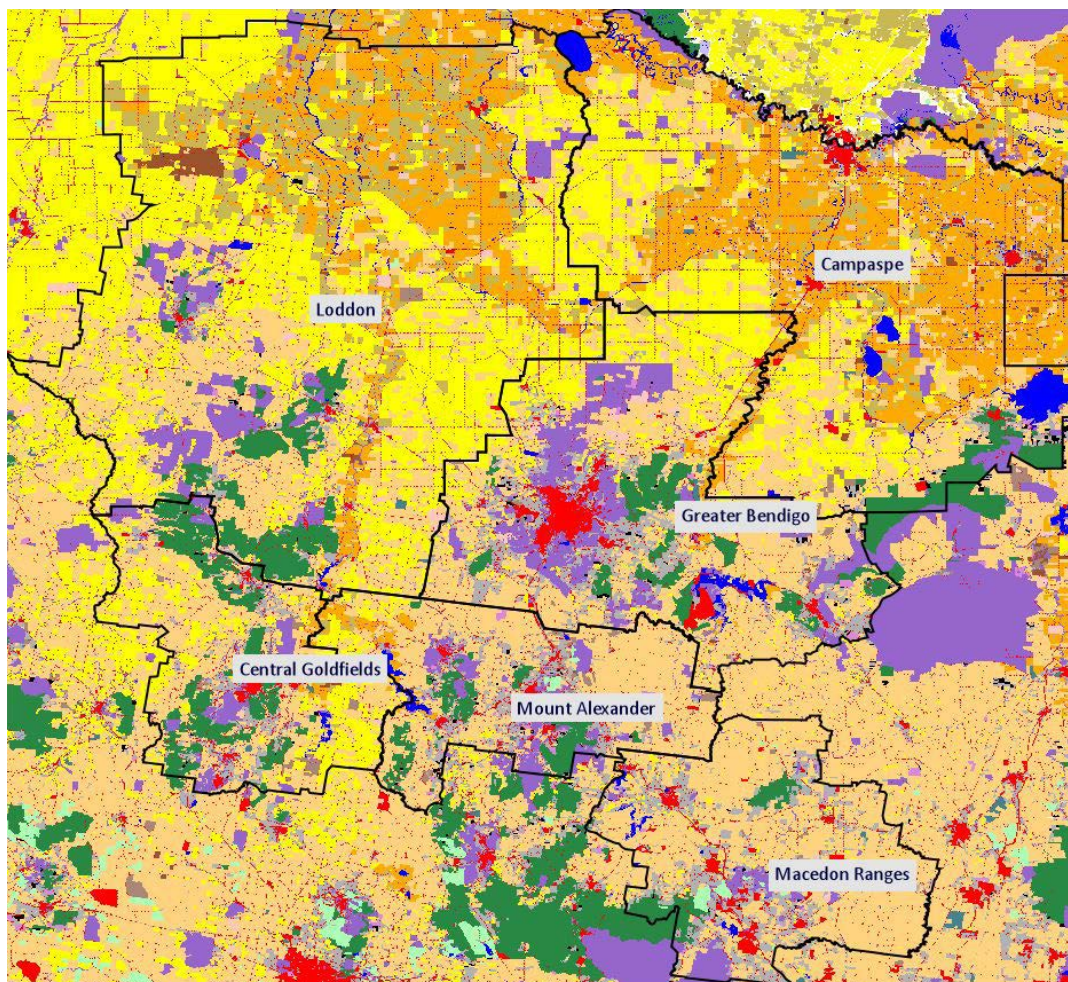 Campaspe
Loddon
Greater Bendigo
Central Goldfields
Mount Alexander
Macedon Ranges